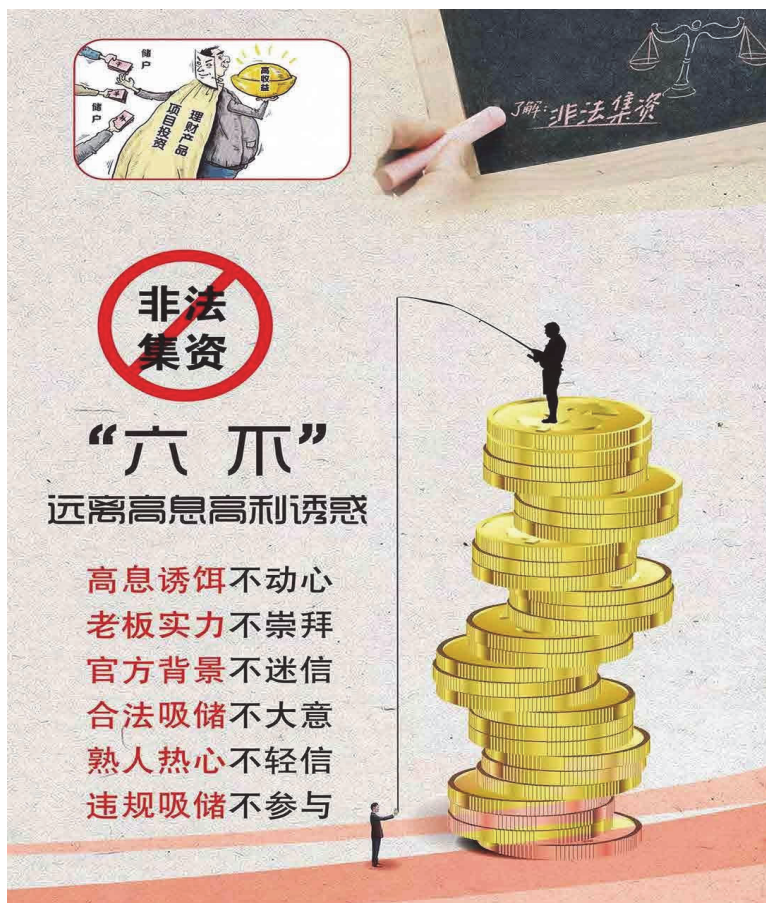 储户
储户
高收益
理财产品
项目投资
了解:非法集资
非法
集资
“六 不”
远离高息高利诱惑
高息诱饵不动心
老板实力不崇拜
官方背景不迷信
合法吸储不大意
熟人热心不轻信
违规吸储不参与